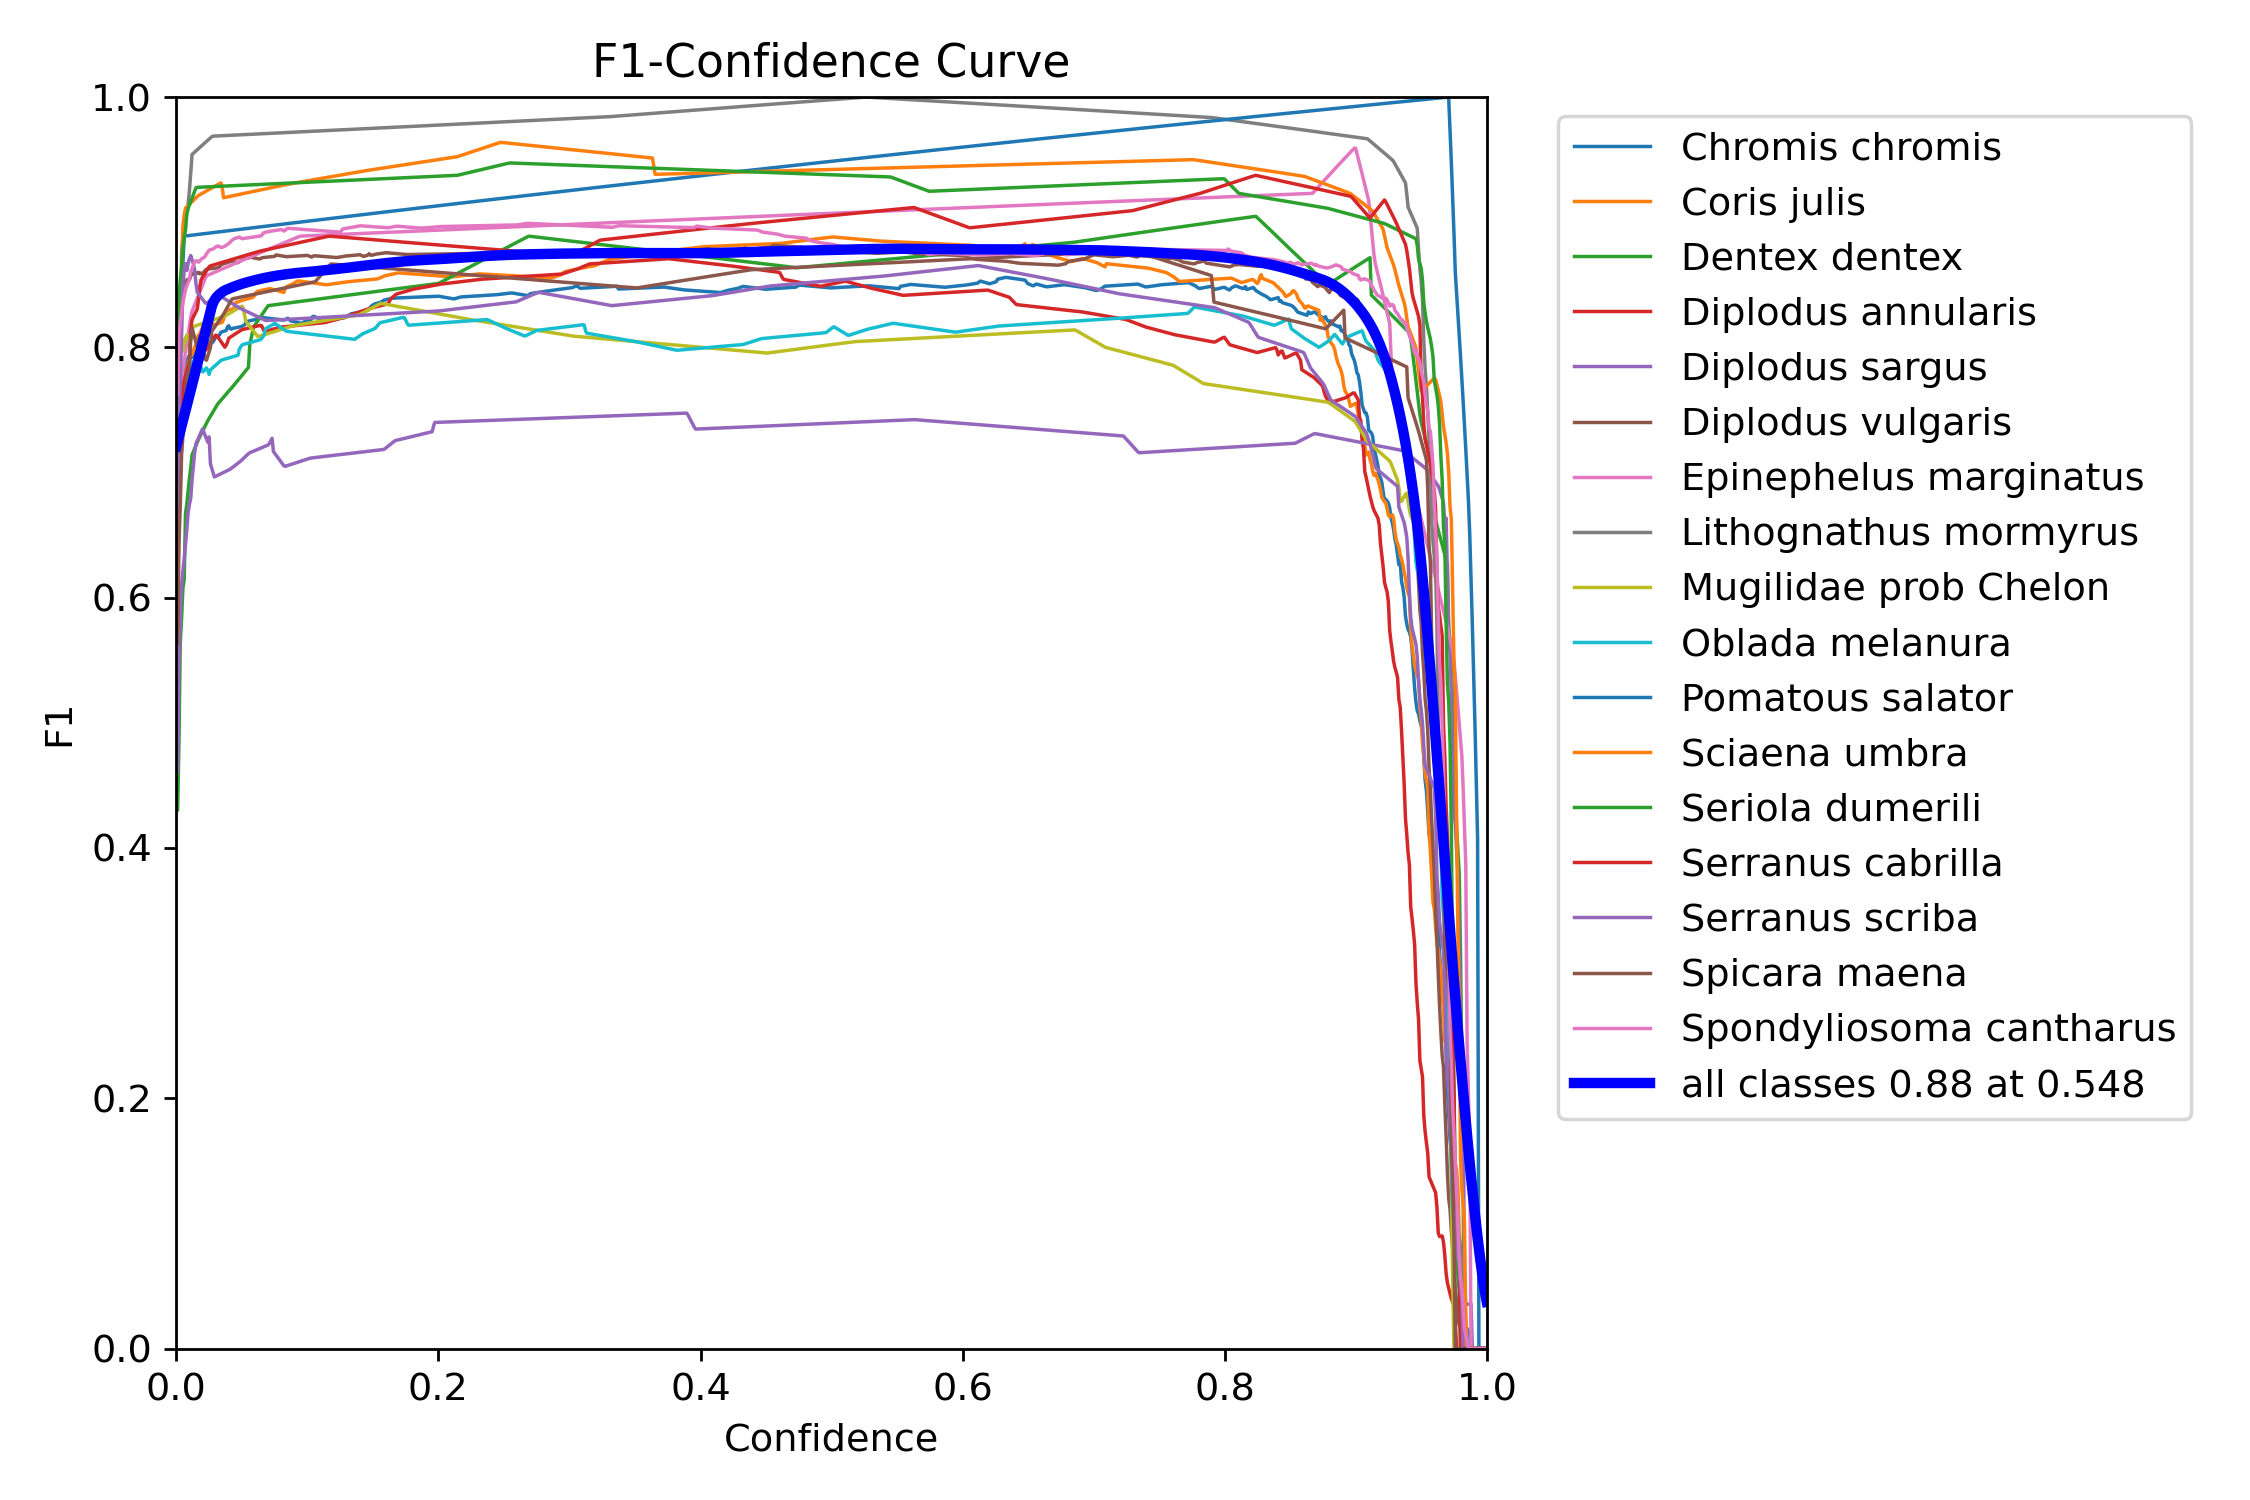 F1-Confidence Curve
1.0
0.8
0.6
0.4
0.2
0.0
F1
0.0 0.2 0.4 0.6 0.8 1.0
Confidence
Chromis chromis
Coris julis
Dentex dentex
Diplodus annularis
Diplodus sargus
Diplodus vulgaris
Epinephelus marginatus
Lithognathus mormyrus
Mugilidae prob Chelon
Oblada melanura
Pomatous salator
Sciaena umbra
Seriola dumerili
Serranus cabrilla
Serranus scriba
Spicara maena
Spondyliosoma cantharus
all classes 0.88 at 0.548